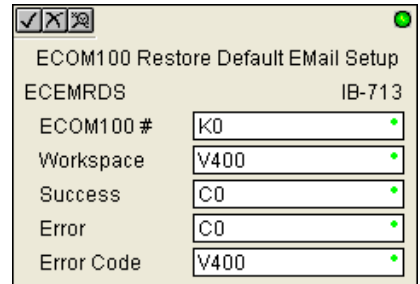 ECOM100 Restore Default EMail Setup
ECEMRDS IB-713
ECOM100 # K0
Workspace V400
Success C0
Error C0
Error Code V400